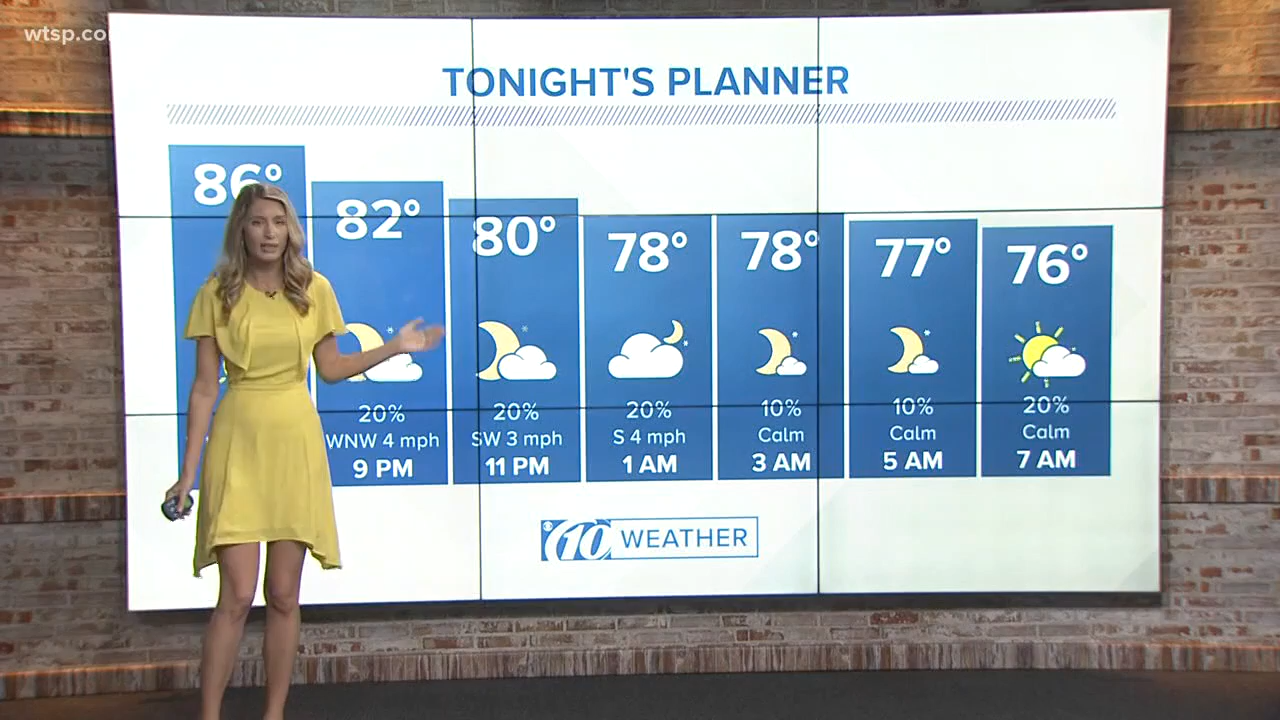 wtsp.co
TONIGHT'S PLANNER
86°
82°
80°
78°
78°
77°
76°
20%
20%
20%
10%
10%
20%
WNW 4 mph
SW 3 mph
S 4 mph
Calm
Calm
Calm
9 PM
11 PM
1 AM
3 AM
5 AM
7 AM
10 WEATHER